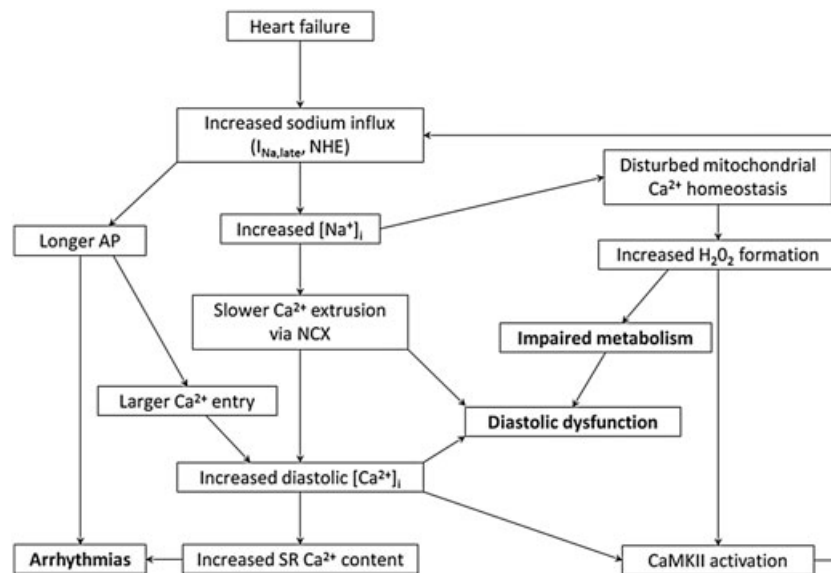 Heart failure
Increased sodium influx
(I_Na,late, NHE)
Disturbed mitochondrial
Ca²⁺ homeostasis
Increased [Na⁺]ᵢ
Longer AP
Increased H₂0₂ formation
Slower Ca²⁺ extrusion
via NCX
Impaired metabolism
Larger Ca²⁺ entry
Diastolic dysfunction
Increased diastolic [Ca²⁺]ᵢ
Arrhythmias
Increased SR Ca²⁺ content
CaMKII activation